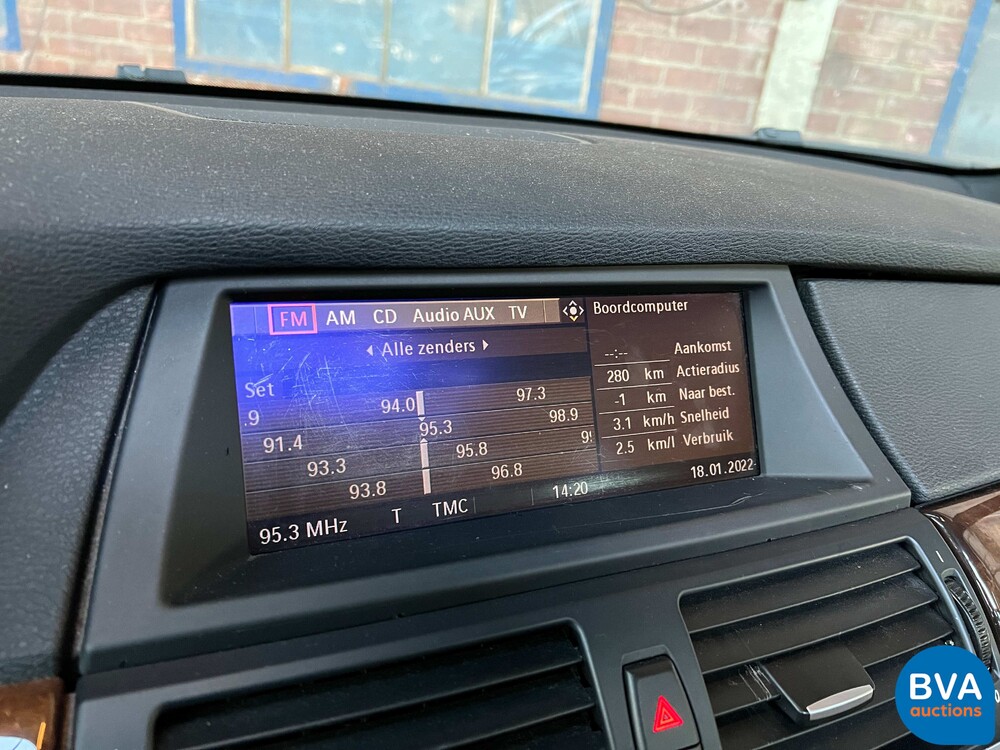 FM AM CD Audio AUX TV
Alle zenders
Set
.9 94.0 97.3
91.4 95.3 98.9
93.3 95.8
93.8 96.8
95.3 MHz T TMC 14:20 18.01.2022
Boordcomputer
--:-- Aankomst
280 km Actieradius
-1 km Naar best.
3.1 km/h Snelheid
2.5 km/l Verbruik
BVA
auctions